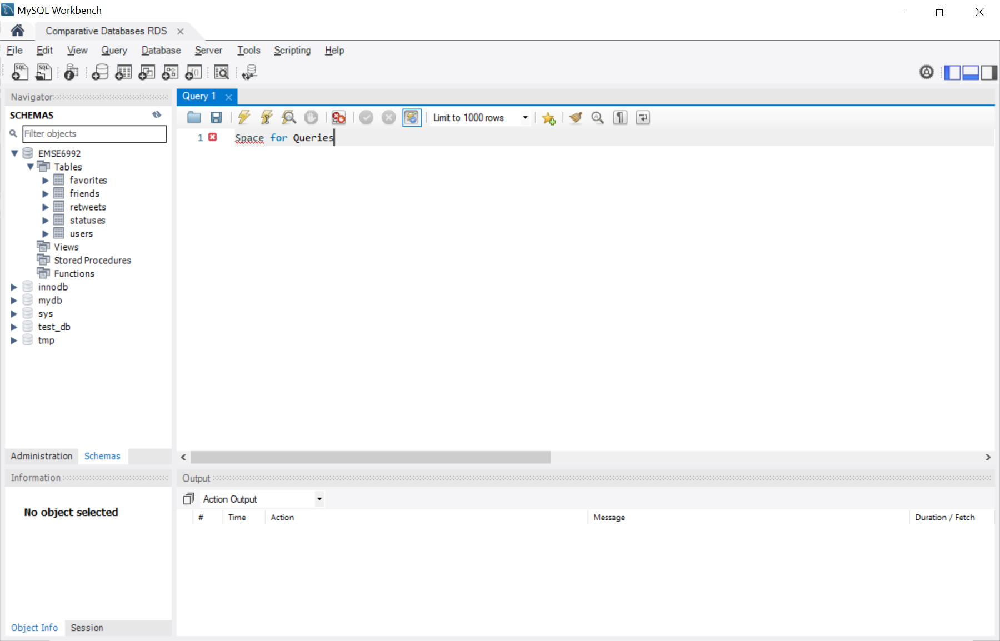 MySQL Workbench
Comparative Databases RDS
File Edit View Query Database Server Tools Scripting Help
Navigator
SCHEMAS
Filter objects
EMSE6992
Tables
favorites
friends
retweets
statuses
users
Views
Stored Procedures
Functions
innodb
mydb
sys
test_db
tmp
Administration Schemas
Information
No object selected
Object Info Session
Query 1
Limit to 1000 rows
1 Space for Queries
Output
Action Output
# Time Action Message Duration / Fetch